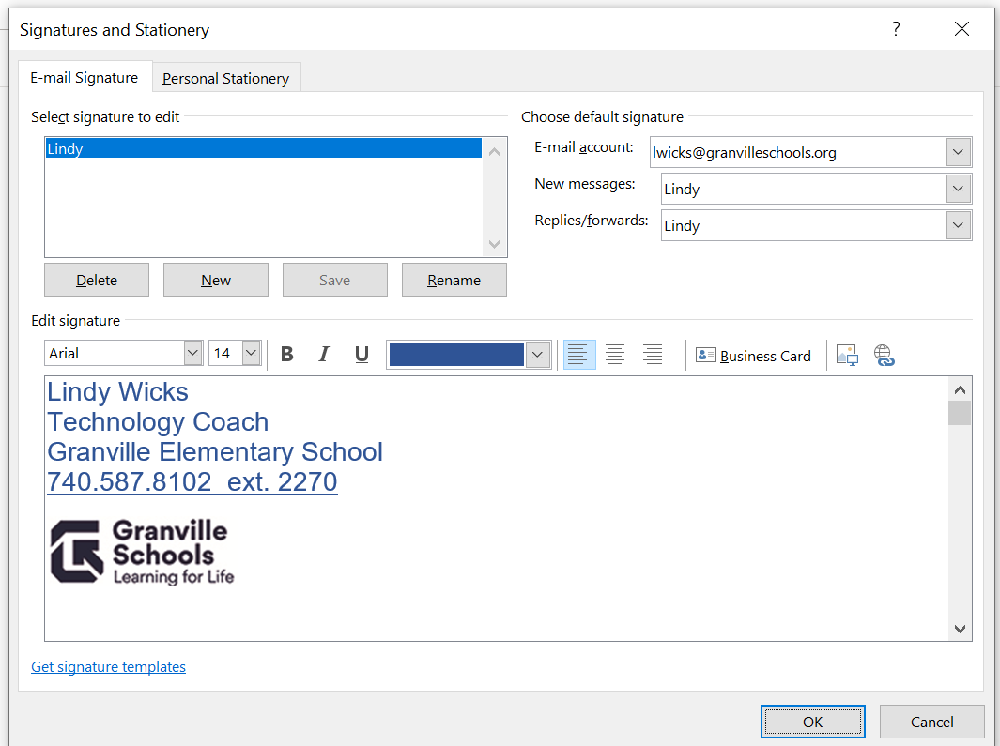 Signatures and Stationery ?
E-mail Signature
Personal Stationery
Select signature to edit
Lindy
Delete
New
Save
Rename
Choose default signature
E-mail account: lwicks@granvilleschools.org
New messages: Lindy
Replies/forwards: Lindy
Edit signature
Arial 14 B I U Business Card
Lindy Wicks
Technology Coach
Granville Elementary School
740.587.8102  ext. 2270
Granville
Schools
Learning for Life
Get signature templates
OK
Cancel